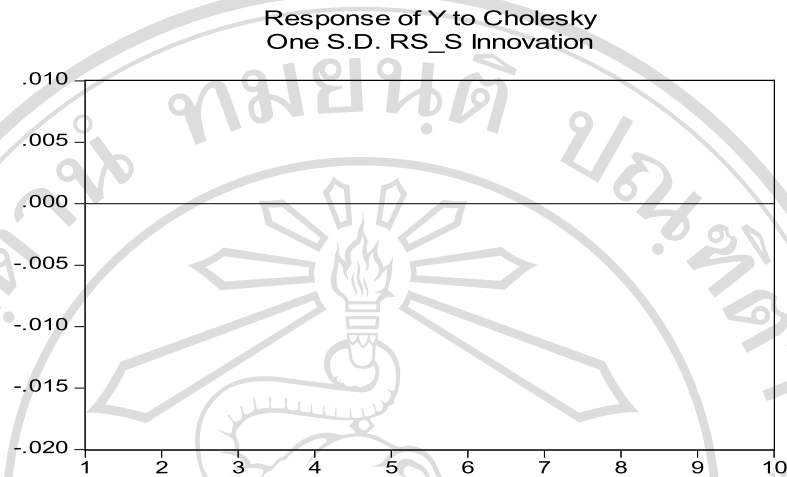 Response of Y to Cholesky
One S.D. RS_S Innovation
.010
.005
.000
-.005
-.010
-.015
-.020
1 2 3 4 5 6 7 8 9 10